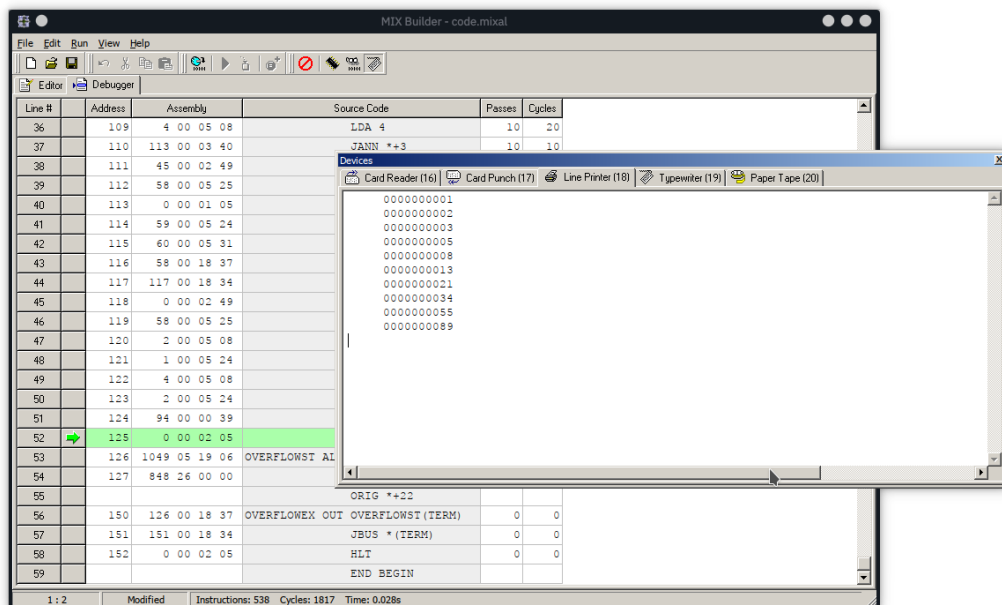 MIX Builder - code.mixal
File Edit Run View Help
Editor Debugger
Line # Address Assembly Source Code Passes Cycles
36 109 4 00 05 08 LDA 4 10 20
37 110 113 00 03 40 JANN *+3 10 10
38 111 45 00 02 49
39 112 58 00 05 25
40 113 0 00 01 05
41 114 59 00 05 24
42 115 60 00 05 31
43 116 58 00 18 37
44 117 117 00 18 34
45 118 0 00 02 49
46 119 58 00 05 25
47 120 2 00 05 08
48 121 1 00 05 24
49 122 4 00 05 08
50 123 2 00 05 24
51 124 94 00 00 39
52 125 0 00 02 05
53 126 1049 05 19 06 OVERFLOWST AL
54 127 848 26 00 00
55 ORIG *+22
56 150 126 00 18 37 OVERFLOWEX OUT OVERFLOWST(TERM) 0 0
57 151 151 00 18 34 JBUS *(TERM) 0 0
58 152 0 00 02 05 HLT 0 0
59 END BEGIN
1 : 2 Modified Instructions: 538 Cycles: 1817 Time: 0.028s
Devices
Card Reader (16) Card Punch (17) Line Printer (18) Typewriter (19) Paper Tape (20)
0000000001
0000000002
0000000003
0000000005
0000000008
0000000013
0000000021
0000000034
0000000055
0000000089